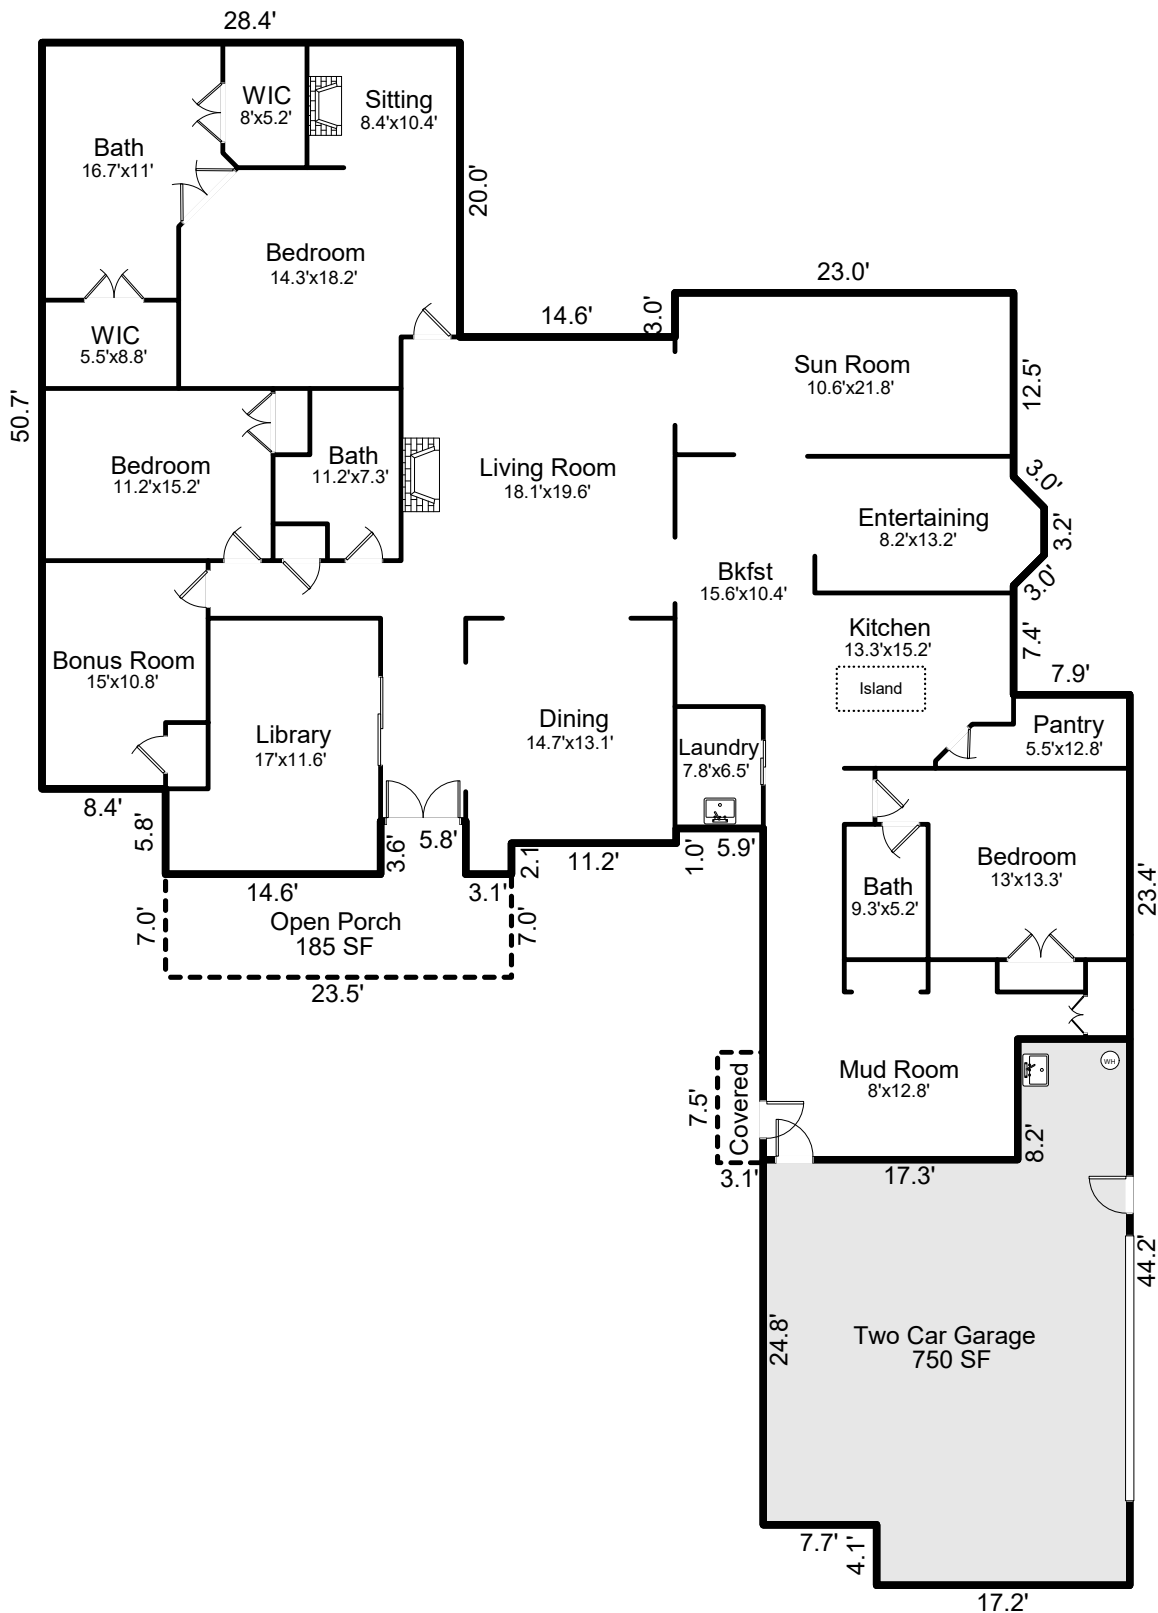 28.4'
WIC
8'x5.2'
Sitting
8.4'x10.4'
Bath
16.7'x11'
20.0'
Bedroom
14.3'x18.2'
23.0'
14.6'
3.0'
WIC
5.5'x8.8'
Sun Room
10.6'x21.8'
12.5'
50.7'
Bedroom
11.2'x15.2'
Bath
11.2'x7.3'
Living Room
18.1'x19.6'
3.0'
3.2'
3.0'
Entertaining
8.2'x13.2'
Bkfst
15.6'x10.4'
Kitchen
13.3'x15.2'
Island
7.4'
7.9'
Bonus Room
15'x10.8'
Library
17'x11.6'
Dining
14.7'x13.1'
Laundry
7.8'x6.5'
Pantry
5.5'x12.8'
8.4'
5.8'
3.6'
5.8'
2.1
11.2'
1.0'
5.9'
Bedroom
13'x13.3'
Bath
9.3'x5.2'
23.4'
14.6'
3.1'
7.0'
Open Porch
185 SF
7.0'
23.5'
Mud Room
8'x12.8'
WH
7.5'
Covered
3.1'
17.3'
8.2'
44.2'
24.8'
Two Car Garage
750 SF
7.7'
4.1'
17.2'